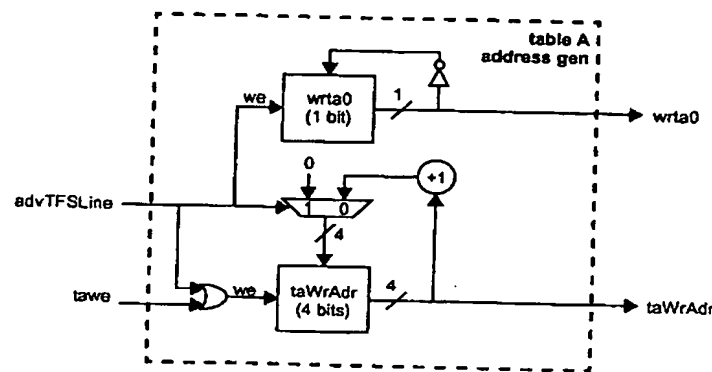 table A
address gen
we
wrta0
(1 bit)
1
wrta0
0
+1
advTFSLine
1
0
4
tawe
we
taWrAdr
(4 bits)
4
taWrAdr